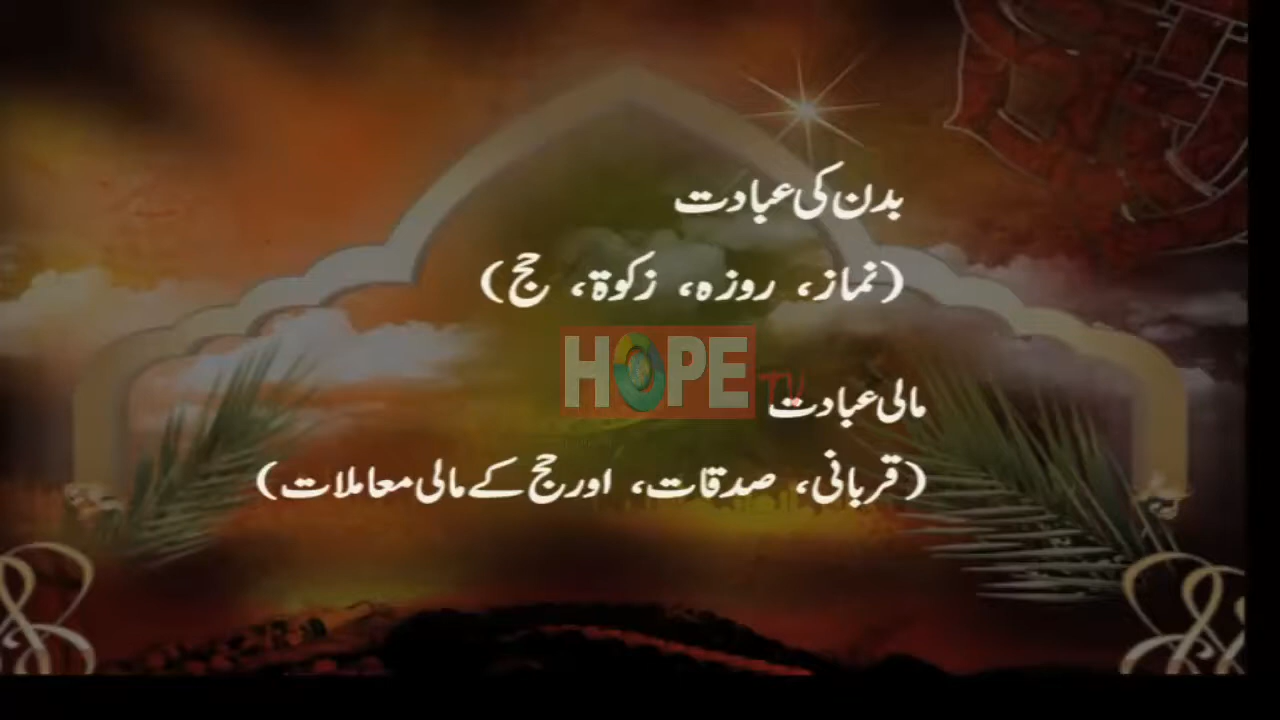 بدن کی عبادت
(نماز، روزہ، زکوۃ، حج)
HOPE TV
مالی عبادت
(قربانی، صدقات، اور حج کے مالی معاملات)